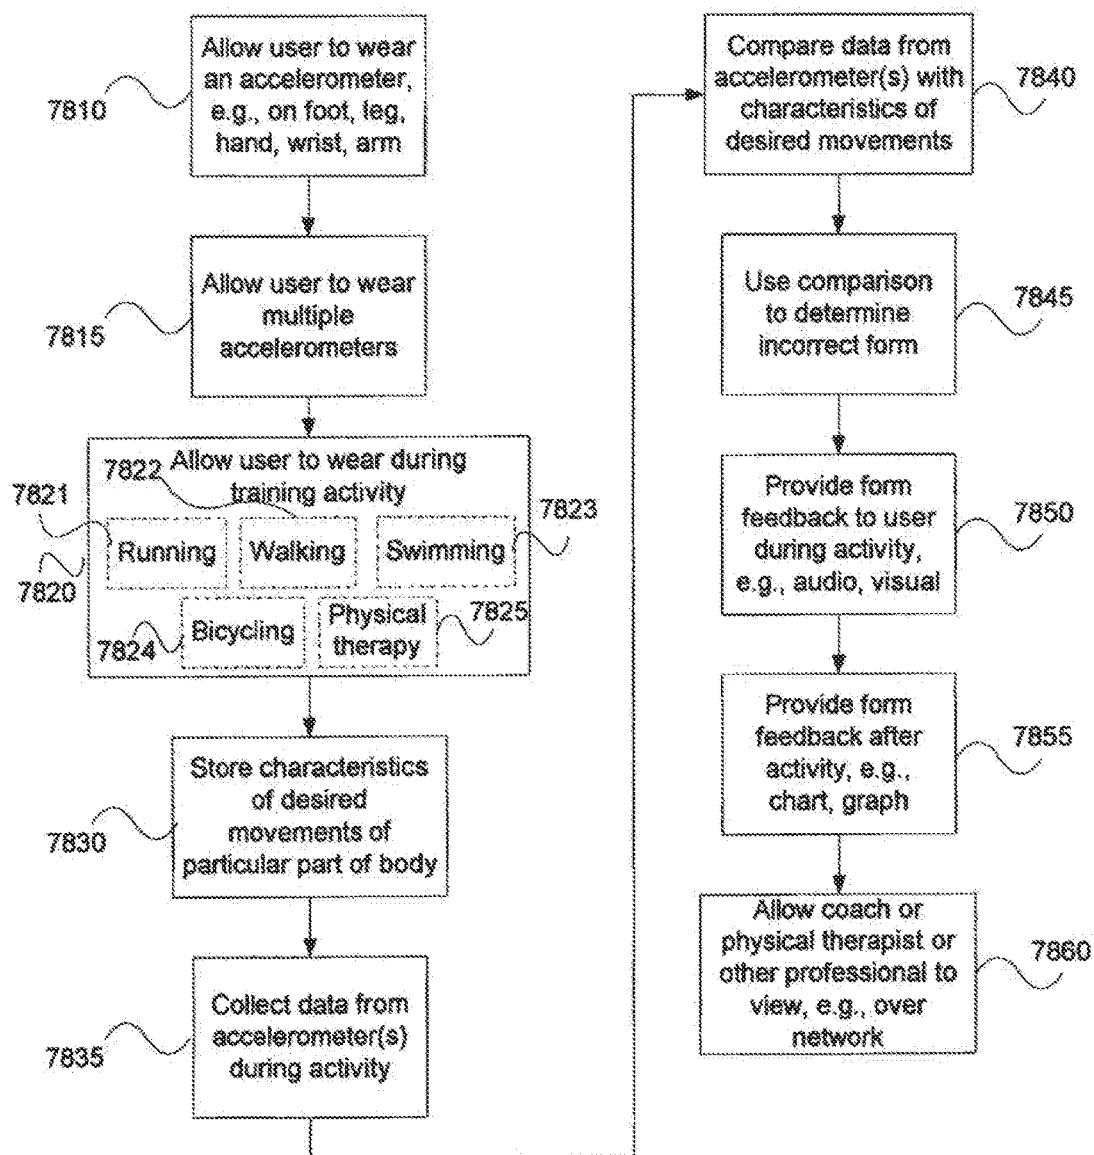 7810
Allow user to wear
an accelerometer,
e.g., on foot, leg,
hand, wrist, arm
7815
Allow user to wear
multiple
accelerometers
7820
Allow user to wear during
training activity
7821
Running
7822
Walking
7823
Swimming
7824
Bicycling
7825
Physical
therapy
7830
Store characteristics
of desired
movements of
particular part of body
7835
Collect data from
accelerometer(s)
during activity
7840
Compare data from
accelerometer(s) with
characteristics of
desired movements
7845
Use comparison
to determine
incorrect form
7850
Provide form
feedback to user
during activity,
e.g., audio, visual
7855
Provide form
feedback after
activity, e.g.,
chart, graph
7860
Allow coach or
physical therapist or
other professional to
view, e.g., over
network